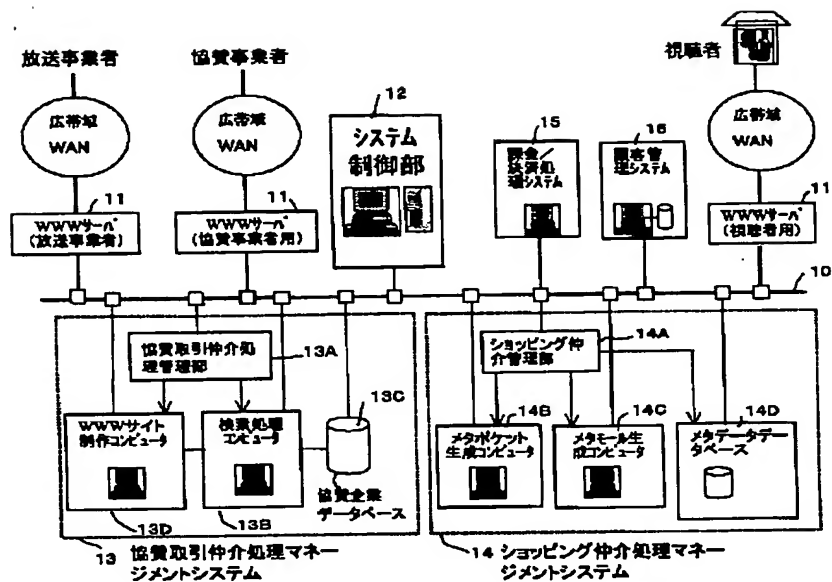 放送事業者
協賛事業者
視聴者
広帯域
WAN
広帯域
WAN
広帯域
WAN
12
システム
制御部
15
課金/
決済処
理システム
16
顧客管
理システム
11
WWWサーバ
(放送事業者)
11
WWWサーバ
(協賛事業者用)
11
WWWサーバ
(視聴者用)
10
協賛取引仲介処
理管理部
13A
ショッピング仲
介管理部
14A
WWWサイト
制作コンピュータ
13D
検索処理
コンピュータ
13B
13C
協賛企業
データベース
メタポケット
生成コンピュータ
14B
メタモール生
成コンピュータ
14C
メタデータデー
タベース
14D
13 協賛取引仲介処理マネー
ジメントシステム
14 ショッピング仲介処理マネー
ジメントシステム